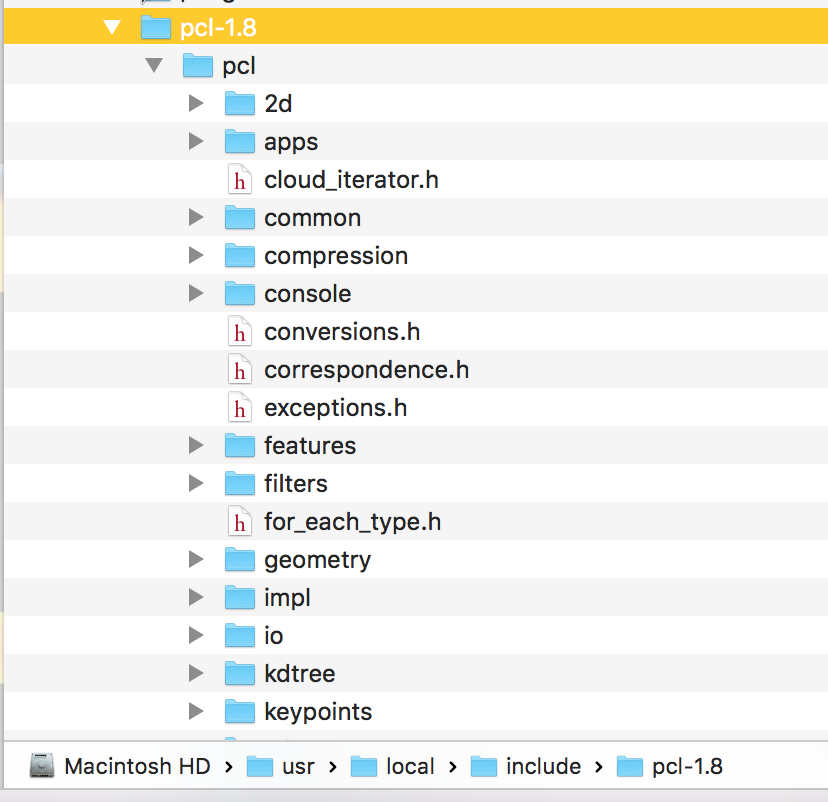 pcl-1.8
pcl
2d
apps
h cloud_iterator.h
common
compression
console
h conversions.h
h correspondence.h
h exceptions.h
features
filters
h for_each_type.h
geometry
impl
io
kdtree
keypoints
Macintosh HD › usr › local › include › pcl-1.8